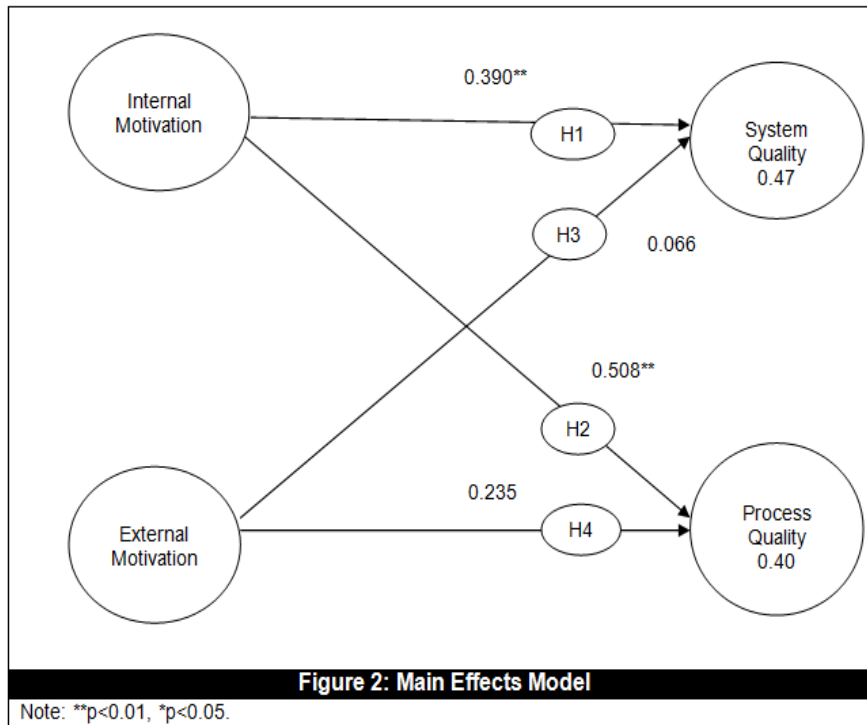 0.390**
Internal
Motivation
H1
System
Quality
0.47
H3
0.066
0.508**
H2
0.235
External
Motivation
H4
Process
Quality
0.40
Figure 2: Main Effects Model
Note: **p<0.01, *p<0.05.